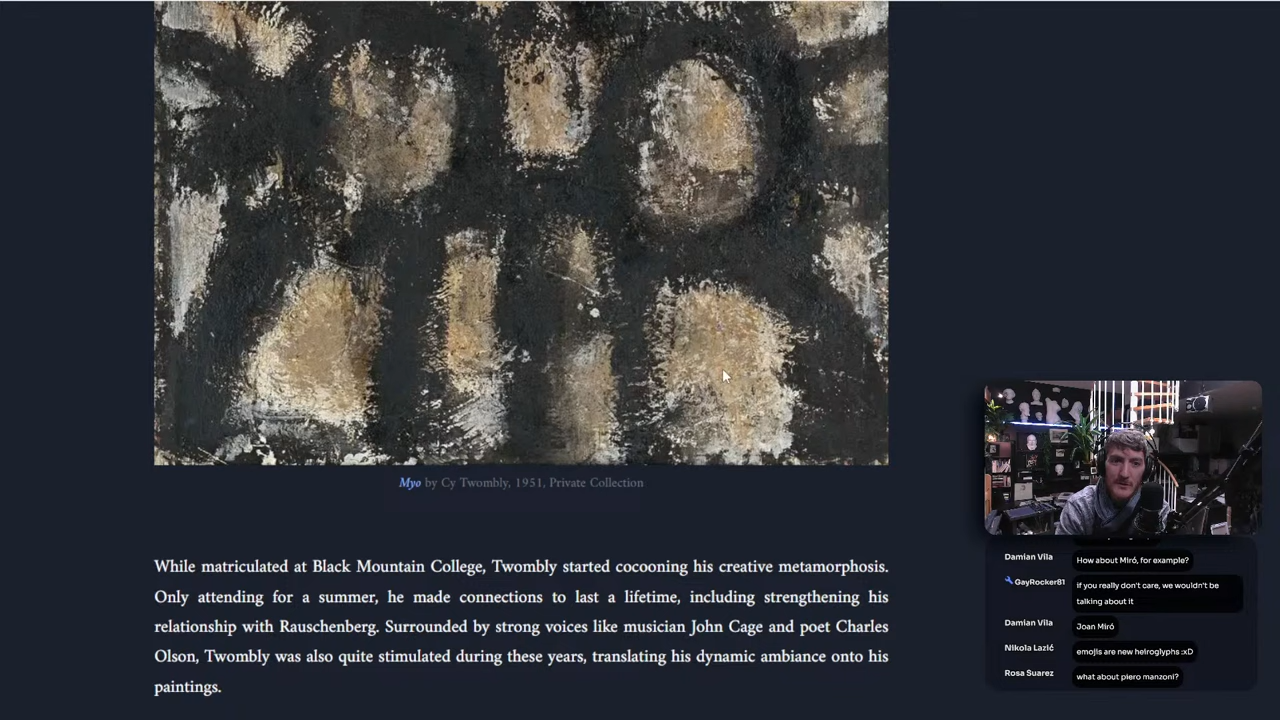 Myo by Cy Twombly, 1951, Private Collection
While matriculated at Black Mountain College, Twombly started cocooning his creative metamorphosis.
Only attending for a summer, he made connections to last a lifetime, including strengthening his
relationship with Rauschenberg. Surrounded by strong voices like musician John Cage and poet Charles
Olson, Twombly was also quite stimulated during these years, translating his dynamic ambiance onto his
paintings.
Damian Vila How about Miró, for example?
GayRocker81 if you really don't care, we wouldn't be
talking about it
Damian Vila Joan Miró
Nikola Lazić emojis are new heiroglyphs :xD
Rosa Suarez what about piero manzoni?